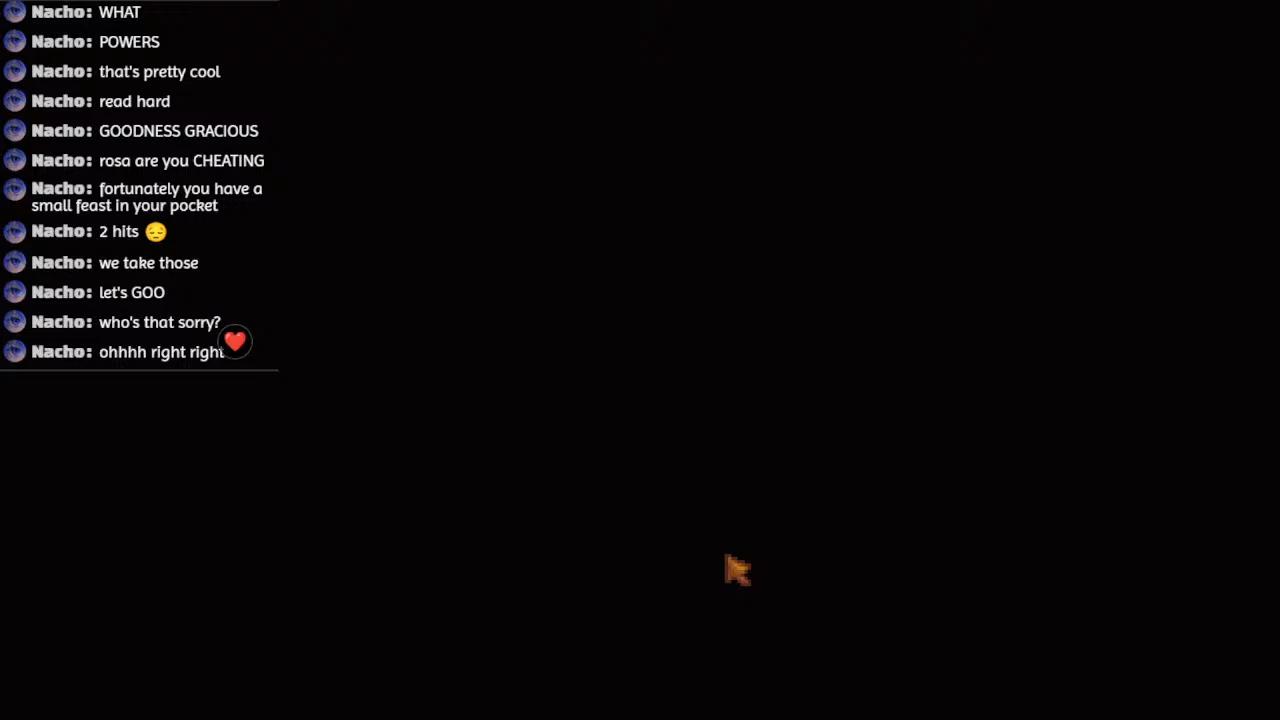 Nacho: WHAT
Nacho: POWERS
Nacho: that's pretty cool
Nacho: read hard
Nacho: GOODNESS GRACIOUS
Nacho: rosa are you CHEATING
Nacho: fortunately you have a
small feast in your pocket
Nacho: 2 hits 😔
Nacho: we take those
Nacho: let's GOO
Nacho: who's that sorry?
Nacho: ohhhh right right